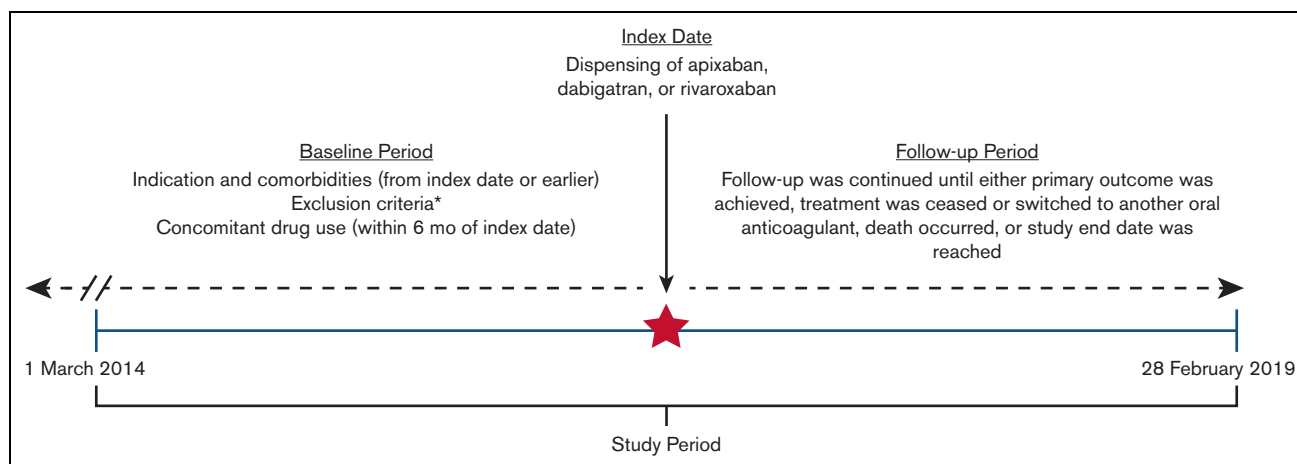 Index Date
Dispensing of apixaban,
dabigatran, or rivaroxaban
Baseline Period
Indication and comorbidities (from index date or earlier)
Exclusion criteria*
Concomitant drug use (within 6 mo of index date)
Follow-up Period
Follow-up was continued until either primary outcome was
achieved, treatment was ceased or switched to another oral
anticoagulant, death occurred, or study end date was
reached
1 March 2014
28 February 2019
Study Period